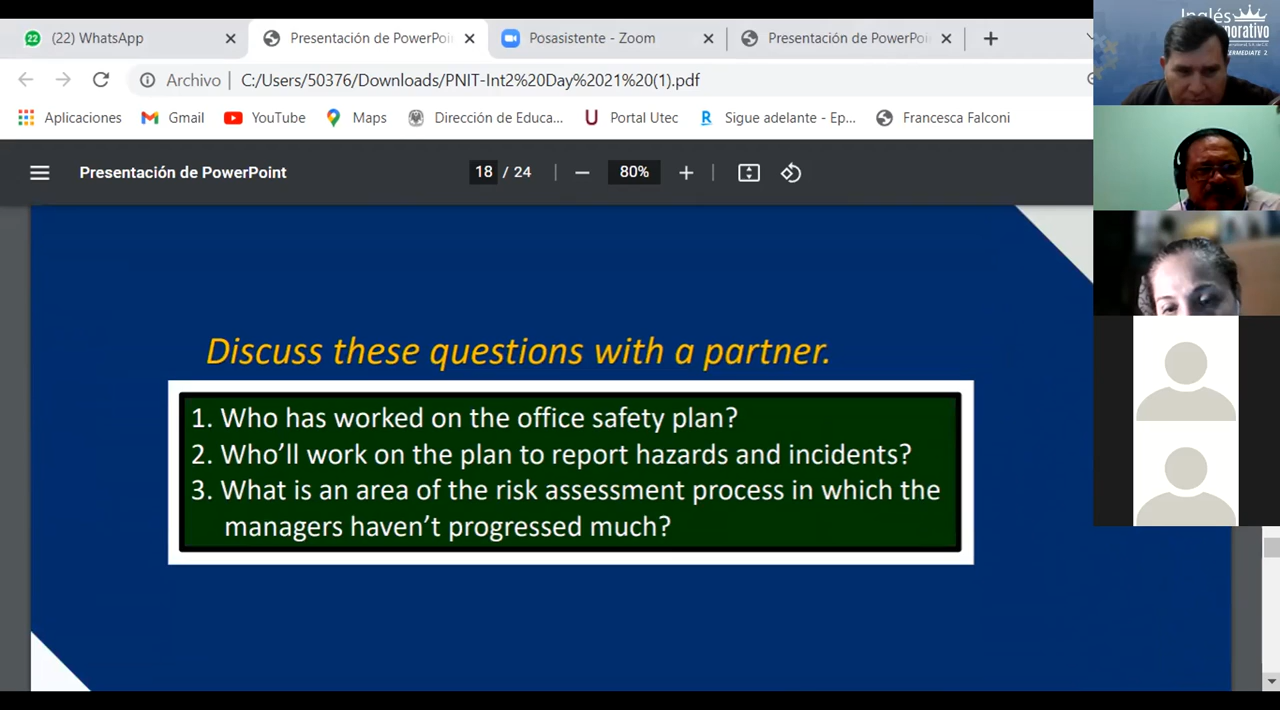 22 (22) WhatsApp
Presentación de PowerPoi
Posasistente - Zoom
Presentación de PowerPoi
Archivo C:/Users/50376/Downloads/PNIT-Int2%20Day%2021%20(1).pdf
Aplicaciones Gmail YouTube Maps Dirección de Educa... Portal Utec Sigue adelante - Ep... Francesca Falconi
Presentación de PowerPoint 18 / 24 80%
Discuss these questions with a partner.
1. Who has worked on the office safety plan?
2. Who'll work on the plan to report hazards and incidents?
3. What is an area of the risk assessment process in which the
managers haven't progressed much?
Inglés